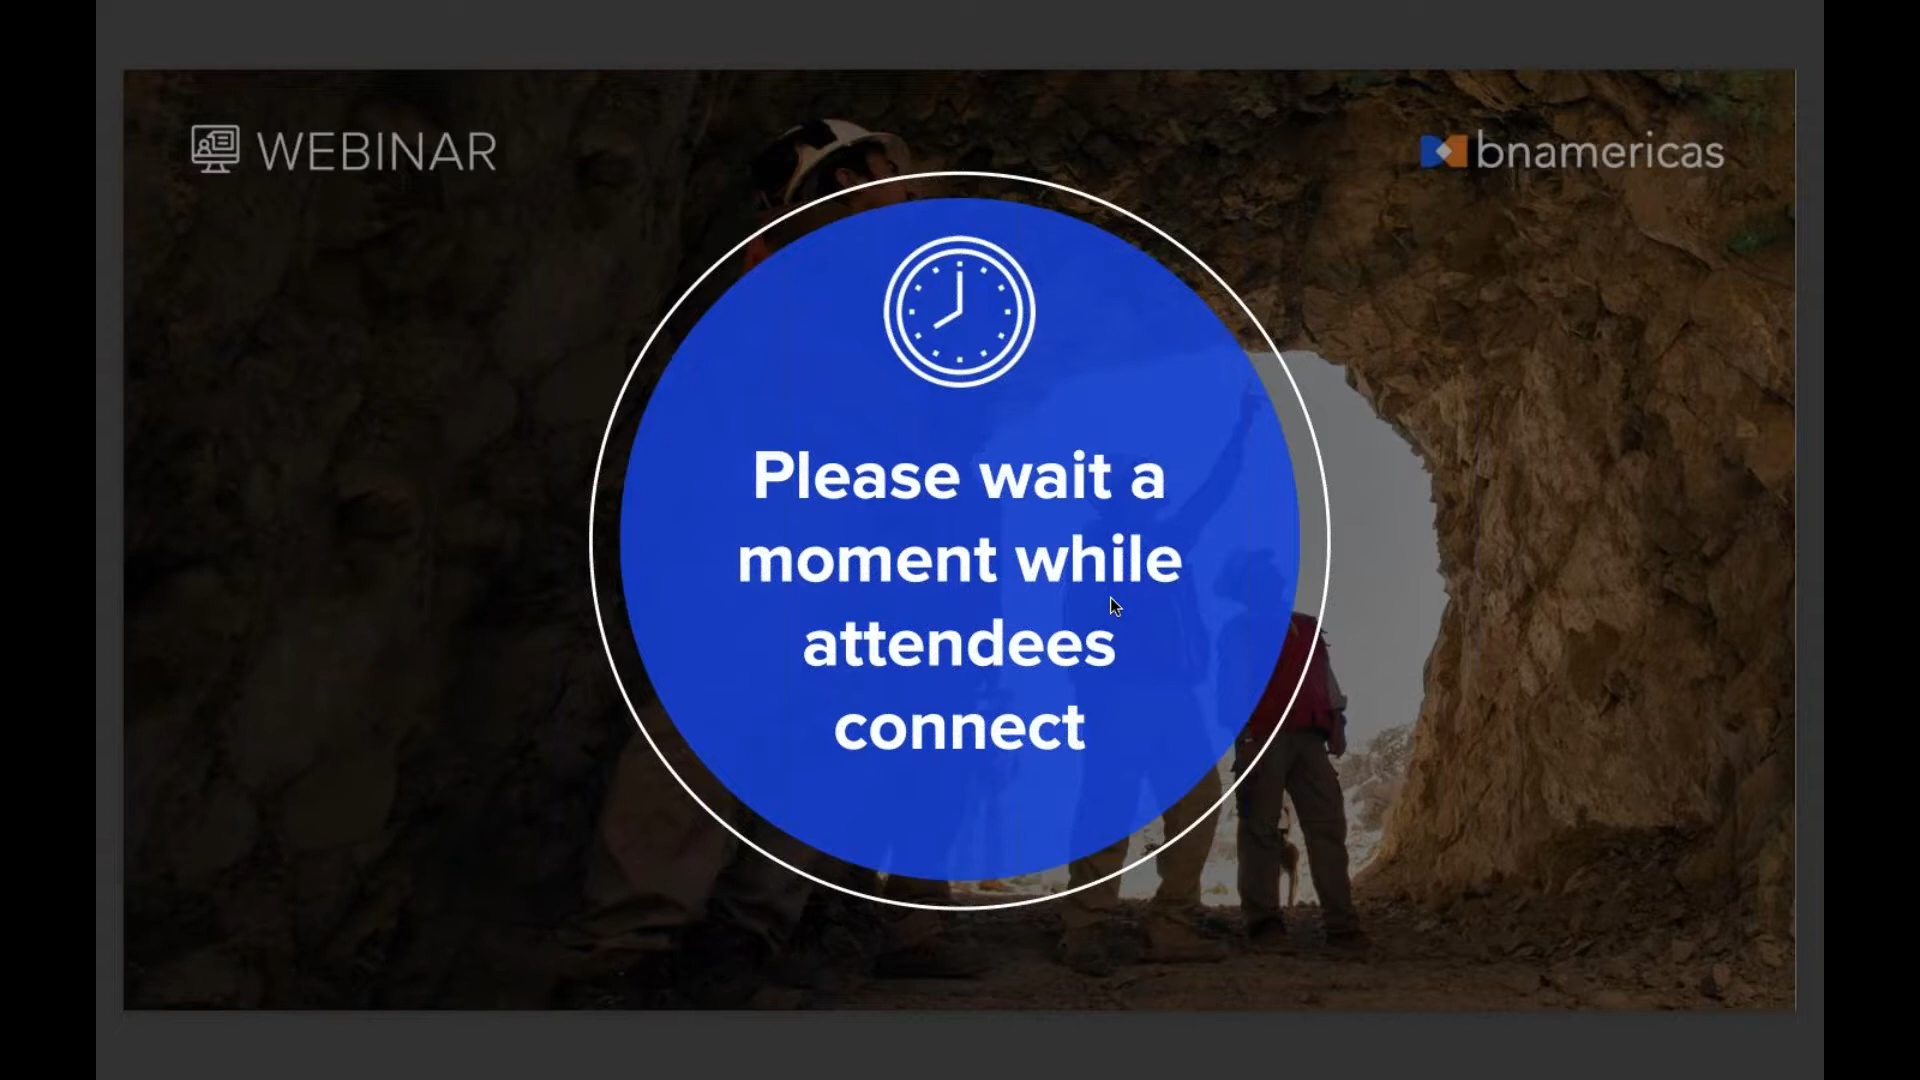 WEBINAR
bnamericas
Please wait a
moment while
attendees
connect